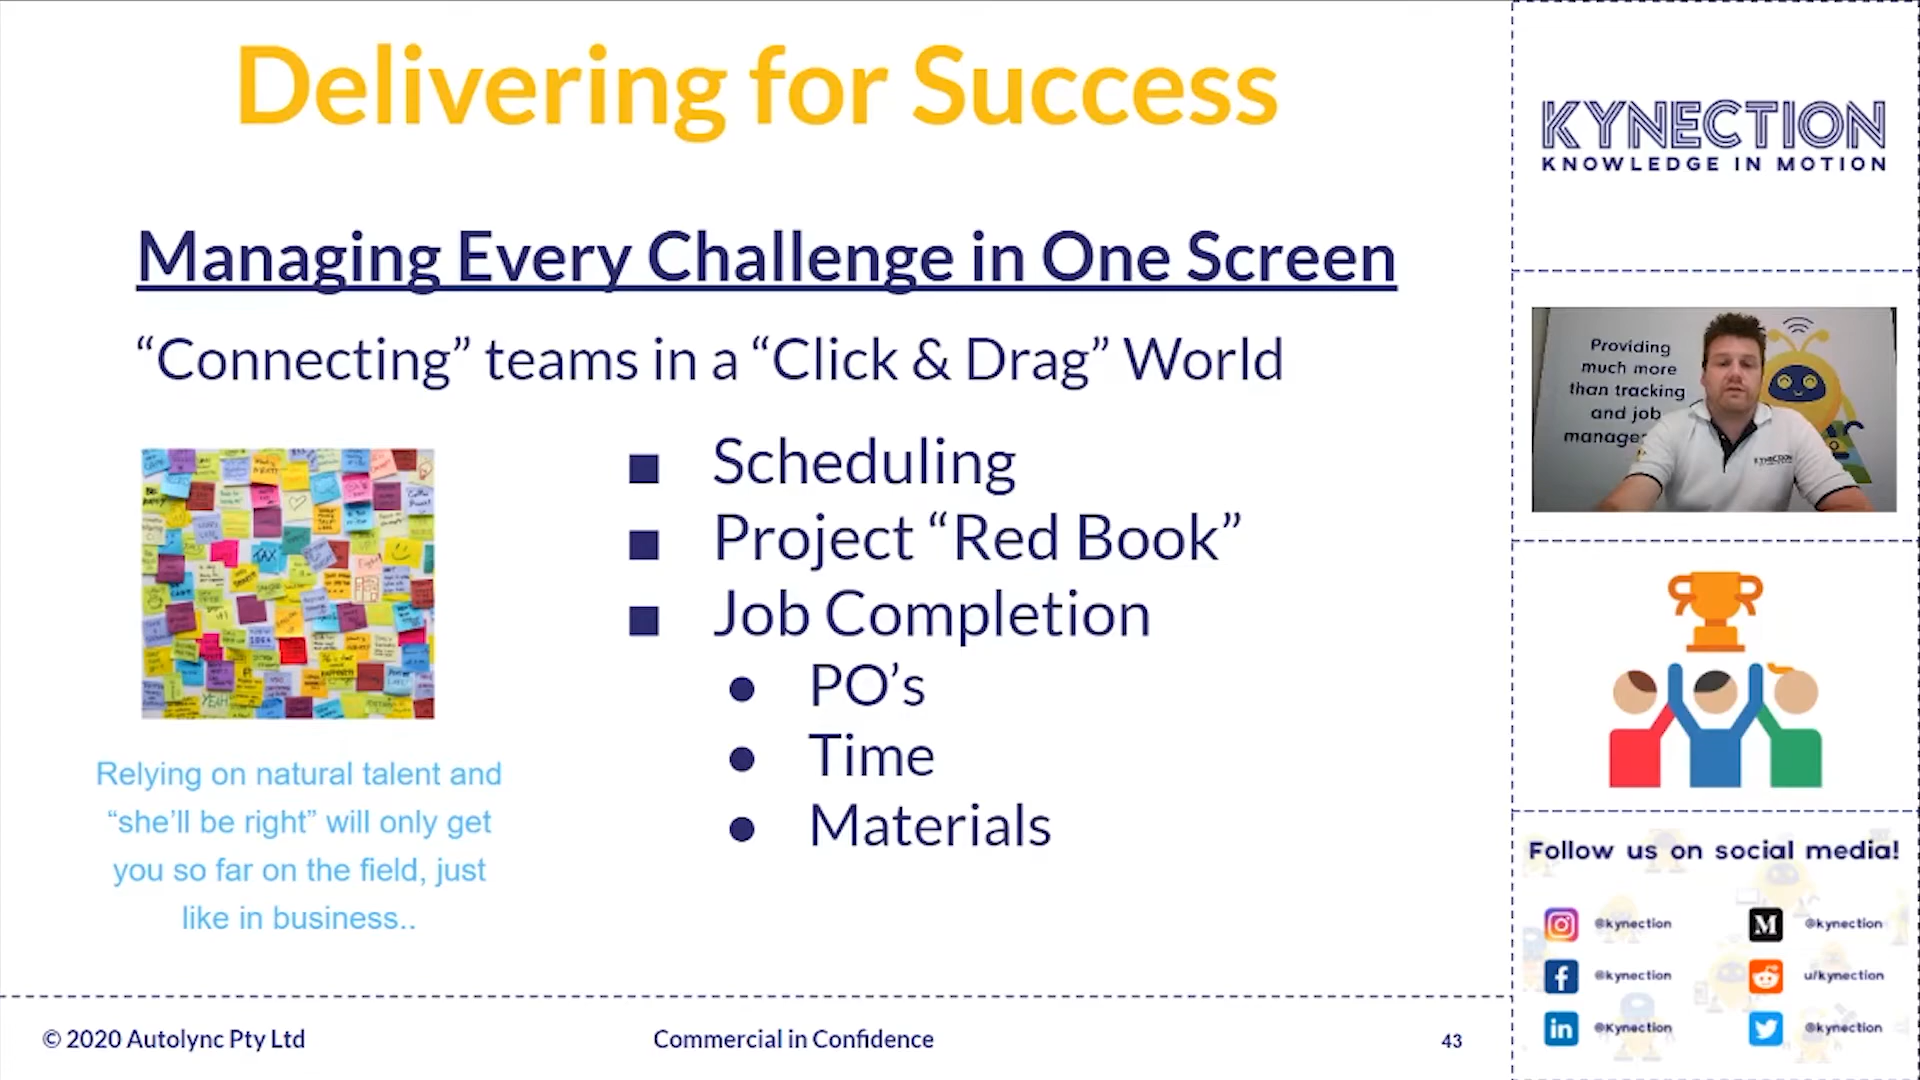 Delivering for Success
Managing Every Challenge in One Screen
“Connecting” teams in a “Click & Drag” World
■ Scheduling
■ Project “Red Book”
■ Job Completion
● PO’s
● Time
● Materials
Relying on natural talent and
“she’ll be right” will only get
you so far on the field, just
like in business..
© 2020 Autolync Pty Ltd
Commercial in Confidence
43
KYNECTION
KNOWLEDGE IN MOTION
Providing
much more
than tracking
and job
manage
KYNECTION
Follow us on social media!
@kynection
@kynection
@kynection
u/kynection
@Kynection
@kynection